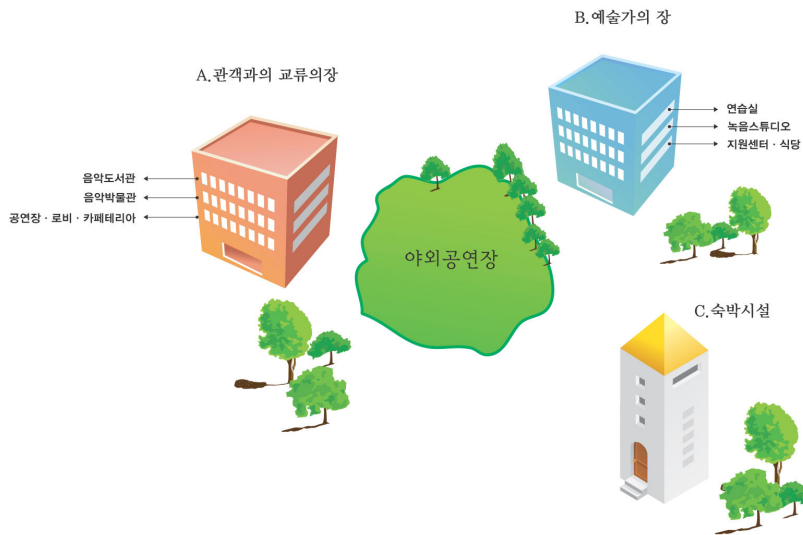 B.예술가의 장
A.관객과의 교류의장
연습실
녹음스튜디오
지원센터 · 식당
음악도서관
음악박물관
공연장 · 로비 · 카페테리아
야외공연장
C.숙박시설